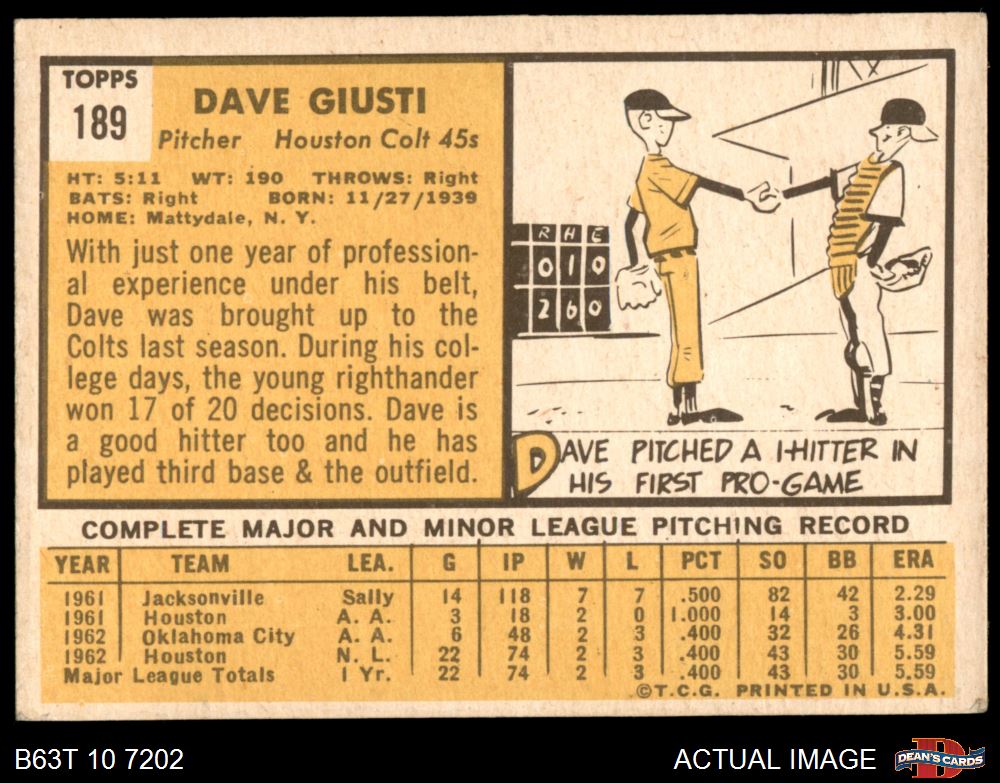 TOPPS
189
DAVE GIUSTI
Pitcher Houston Colt 45s
HT: 5:11 WT: 190 THROWS: Right
BATS: Right BORN: 11/27/1939
HOME: Mattydale, N. Y.
With just one year of profession-
al experience under his belt,
Dave was brought up to the
Colts last season. During his col-
lege days, the young righthander
won 17 of 20 decisions. Dave is
a good hitter too and he has
played third base & the outfield.
R H E
0 1 0
2 6 0
DAVE PITCHED A 1-HITTER IN
HIS FIRST PRO-GAME
COMPLETE MAJOR AND MINOR LEAGUE PITCHING RECORD
YEAR TEAM LEA. G IP W L PCT SO BB ERA
1961 Jacksonville Sally 14 118 7 7 .500 82 42 2.29
1961 Houston A. A. 3 18 2 0 1.000 14 3 3.00
1962 Oklahoma City A. A. 6 48 2 3 .400 32 26 4.31
1962 Houston N. L. 22 74 2 3 .400 43 30 5.59
Major League Totals 1 Yr. 22 74 2 3 .400 43 30 5.59
©T.C.G. PRINTED IN U.S.A.
B63T 10 7202
ACTUAL IMAGE
D
DEAN'S CARDS